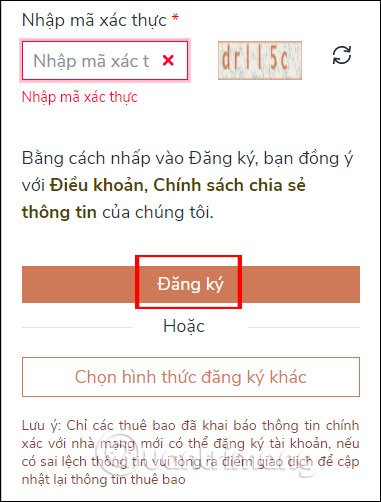 Nhập mã xác thực *
Nhập mã xác t
drll5c
Nhập mã xác thực
Bằng cách nhấp vào Đăng ký, bạn đồng ý
với Điều khoản, Chính sách chia sẻ
thông tin của chúng tôi.
Đăng ký
Hoặc
Chọn hình thức đăng ký khác
Lưu ý: Chỉ các thuê bao đã khai báo thông tin chính
xác với nhà mạng mới có thể đăng ký tài khoản, nếu
có sai lệch thông tin vui lòng ra điểm giao dịch để cập
nhật lại thông tin thuê bao